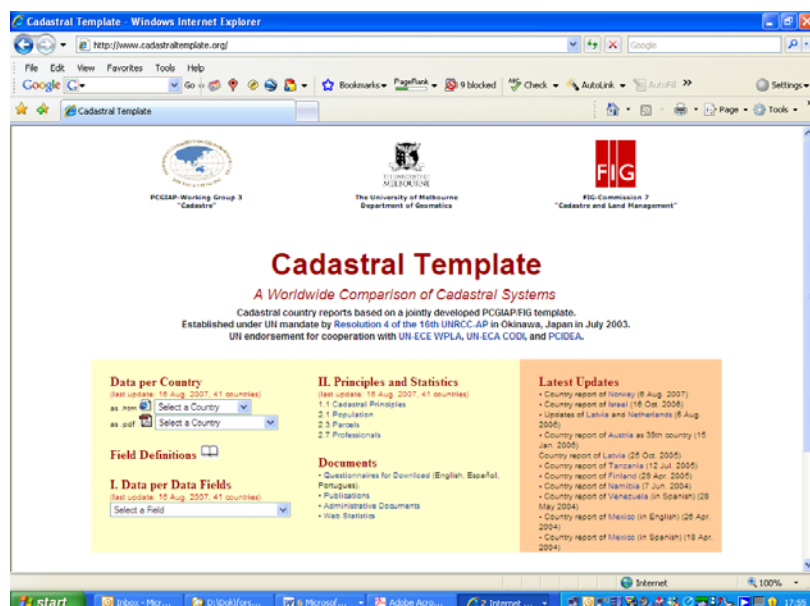 Cadastral Template - Windows Internet Explorer
http://www.cadastraltemplate.org/
Google
File Edit View Favorites Tools Help
Google G Go Bookmarks PageRank 9 blocked ABC Check AutoLink AutoFill Settings
Cadastral Template
Page Tools
THE UNIVERSITY OF
MELBOURNE
FIG
PCGIAP-Working Group 3
"Cadastre"
The University of Melbourne
Department of Geomatics
FIG-Commission 7
"Cadastre and Land Management"
Cadastral Template
A Worldwide Comparison of Cadastral Systems
Cadastral country reports based on a jointly developed PCGIAP/FIG template.
Established under UN mandate by Resolution 4 of the 16th UNRCC-AP in Okinawa, Japan in July 2003.
UN endorsement for cooperation with UN-ECE WPLA, UN-ECA CODI, and PCIDEA.
Data per Country
(last update: 16 Aug. 2007, 41 countries)
as .htm Select a Country
as .pdf Select a Country
Field Definitions
I. Data per Data Fields
(last update: 16 Aug. 2007, 41 countries)
Select a Field
II. Principles and Statistics
(last update: 16 Aug. 2007, 41 countries)
1.1 Cadastral Principles
2.1 Population
2.3 Parcels
2.7 Professionals
Documents
• Questionnaires for Download (English, Español,
Portugues).
• Publications
• Administrative Documents
• Web Statistics
Latest Updates
• Country report of Norway (6 Aug. 2007)
• Country report of Israel (16 Oct. 2006)
• Updates of Latvia and Netherlands (6 Aug.
2006)
• Country report of Austria as 39th country (15
Jan. 2006)
Country report of Latvia (25 Oct. 2005)
• Country report of Tanzania (12 Jul. 2005)
• Country report of Finland (29 Apr. 2005)
• Country report of Namibia (7 Jun. 2004)
• Country report of Venezuela (in Spanish) (28
May 2004)
• Country report of Mexico (in English) (26 Apr.
2004)
• Country report of Mexico (in Spanish) (18 Apr.
2004)
Internet 100%
start Inbox - Micr... D:\Dok\fors... 6 Microsof... Adobe Acro... 2 Internet ...